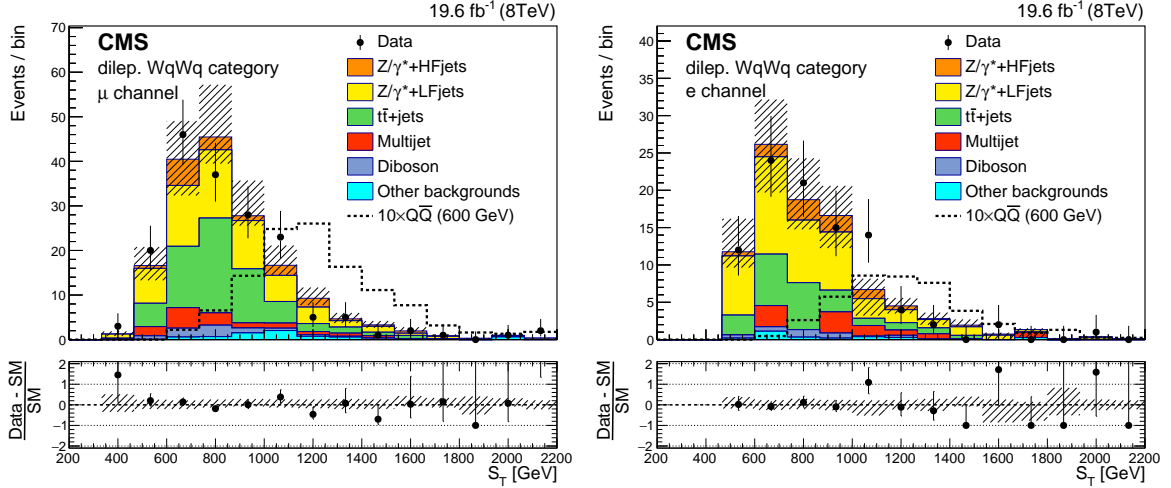 19.6 fb⁻¹ (8TeV)
Events / bin
70
60
50
40
30
20
10
0
CMS
dilep. WqWq category
μ channel
Data
Z/γ*+HFjets
Z/γ*+LFjets
tt̄+jets
Multijet
Diboson
Other backgrounds
10×QQ̄ (600 GeV)
Data - SM
SM
2
1
0
−1
−2
200 400 600 800 1000 1200 1400 1600 1800 2000 2200
S_T [GeV]
19.6 fb⁻¹ (8TeV)
Events / bin
40
35
30
25
20
15
10
5
0
CMS
dilep. WqWq category
e channel
Data
Z/γ*+HFjets
Z/γ*+LFjets
tt̄+jets
Multijet
Diboson
Other backgrounds
10×QQ̄ (600 GeV)
Data - SM
SM
2
1
0
−1
−2
200 400 600 800 1000 1200 1400 1600 1800 2000 2200
S_T [GeV]